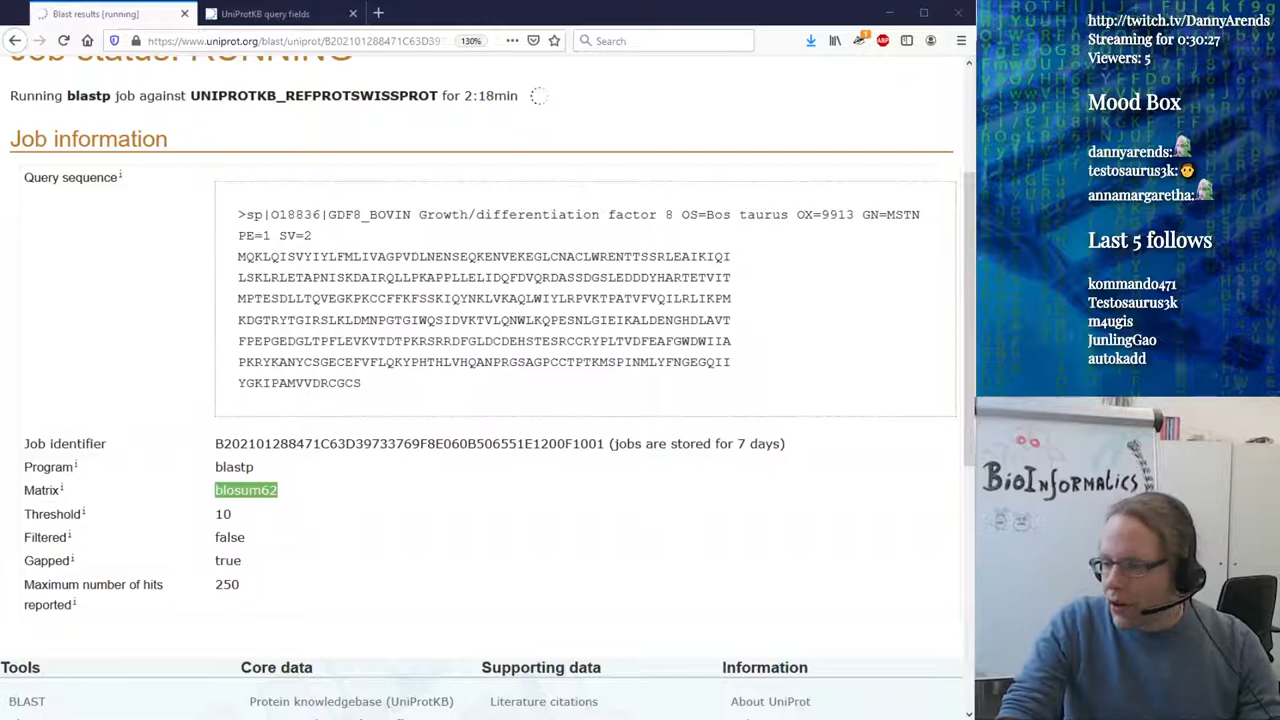 Blast results [running]
UniProtKB query fields
https://www.uniprot.org/blast/uniprot/B202101288471C63D397
130%
Search
Job status: RUNNING
Running blastp job against UNIPROTKB_REFPROTSWISSPROT for 2:18min
Job information
Query sequence i
>sp|O18836|GDF8_BOVIN Growth/differentiation factor 8 OS=Bos taurus OX=9913 GN=MSTN
PE=1 SV=2
MQKLQISVYIYLFMLIVAGPVDLNENSEQKENVEKEGLCNACLWRENTTSSRLEAIKIQI
LSKLRLETAPNISKDAIRQLLPKAPPLLELIDQFDVQRDASSDGSLEDDDYHARTETVIT
MPTESDLLTQVEGKPKCCFFKFSSKIQYNKLVKAQLWIYLRPVKTPATVFVQILRLIKPM
KDGTRYTGIRSLKLDMNPGTGIWQSIDVKTVLQNWLKQPESNLGIEIKALDENGHDLAVT
FPEPGEDGLTPFLEVKVTDTPKRSRRDFGLDCDEHSTESRCCRYPLTVDFEAFGWDWIIA
PKRYKANYCSGECEFVFLQKYPHTHLVHQANPRGSAGPCCTPTKMSPINMLYFNGEGQII
YGKIPAMVVDRCGCS
Job identifier
B202101288471C63D39733769F8E060B506551E1200F1001 (jobs are stored for 7 days)
Program i
blastp
Matrix i
blosum62
Threshold i
10
Filtered i
false
Gapped i
true
Maximum number of hits
reported i
250
Tools
Core data
Supporting data
Information
BLAST
Protein knowledgebase (UniProtKB)
Literature citations
About UniProt
http://twitch.tv/DannyArends
Streaming for 0:30:27
Viewers: 5
Mood Box
dannyarends:
testosaurus3k:
annamargaretha:
Last 5 follows
kommando471
Testosaurus3k
m4ugis
JunlingGao
autokadd
BioInformatics